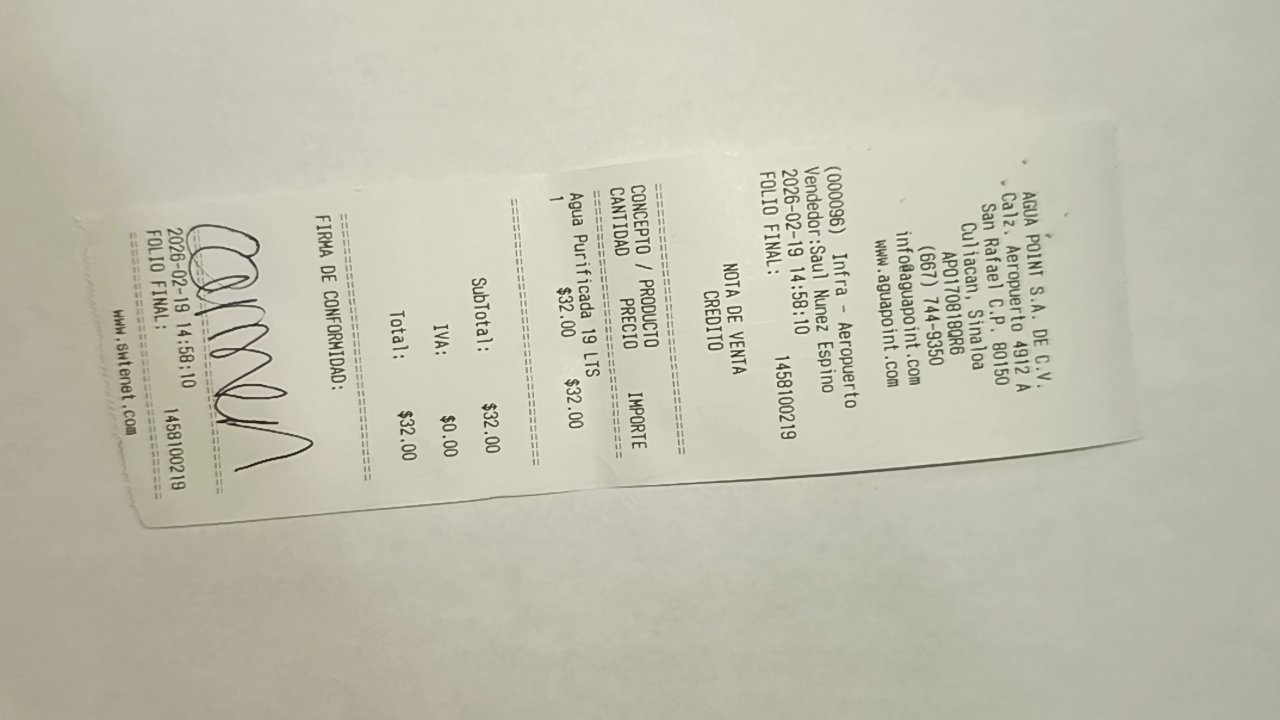 AGUA POINT S.A. DE C.V.
Calz. Aeropuerto 4912 A
San Rafael C.P. 80150
Culiacan, Sinaloa
APO170818QR6
(667) 744-9350
info@aguapoint.com
www.aguapoint.com
(000096) Infra - Aeropuerto
Vendedor:Saul Nunez Espino
2026-02-19 14:58:10
FOLIO FINAL: 1458100219
NOTA DE VENTA
CREDITO
CONCEPTO / PRODUCTO
CANTIDAD PRECIO IMPORTE
Agua Purificada 19 LTS
1 $32.00 $32.00
SubTotal: $32.00
IVA: $0.00
Total: $32.00
FIRMA DE CONFORMIDAD:
2026-02-19 14:58:10
FOLIO FINAL: 1458100219
www.swtenet.com